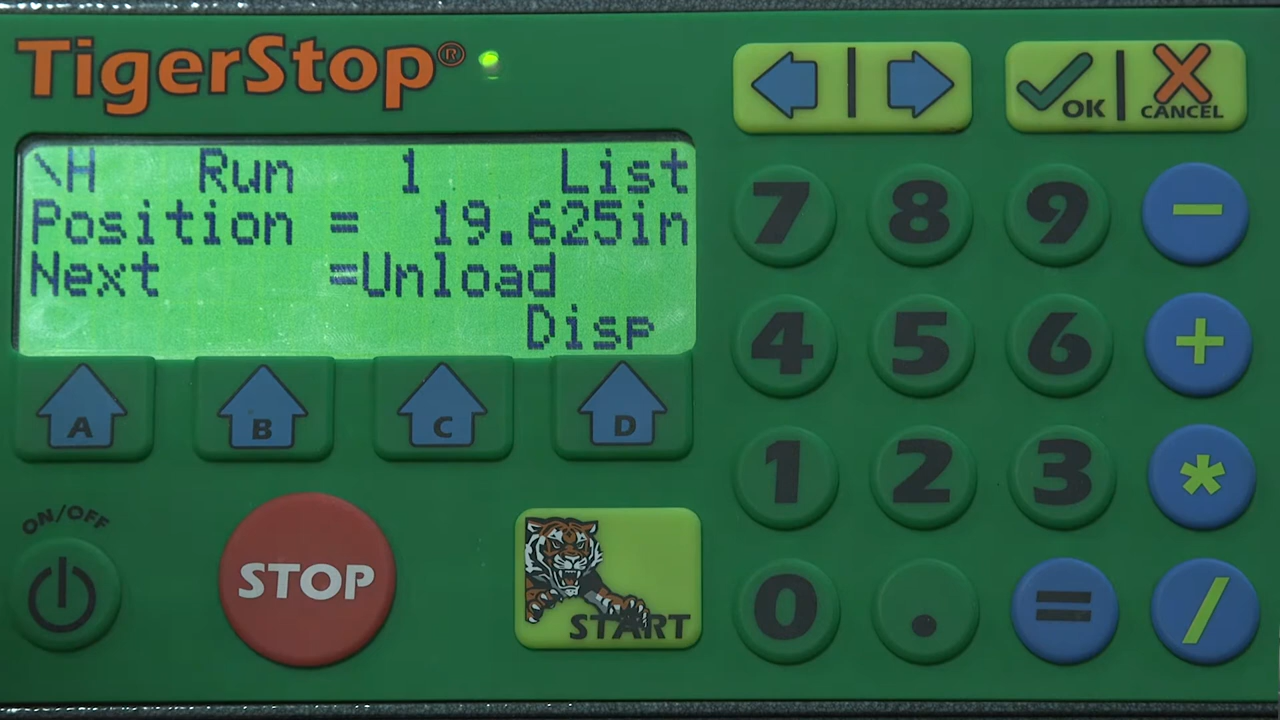 TigerStop®
\H Run 1 List
Position = 19.625in
Next =Unload
Disp
A B C D
ON/OFF
STOP
START
OK CANCEL
7 8 9 -
4 5 6 +
1 2 3 *
0 . = /